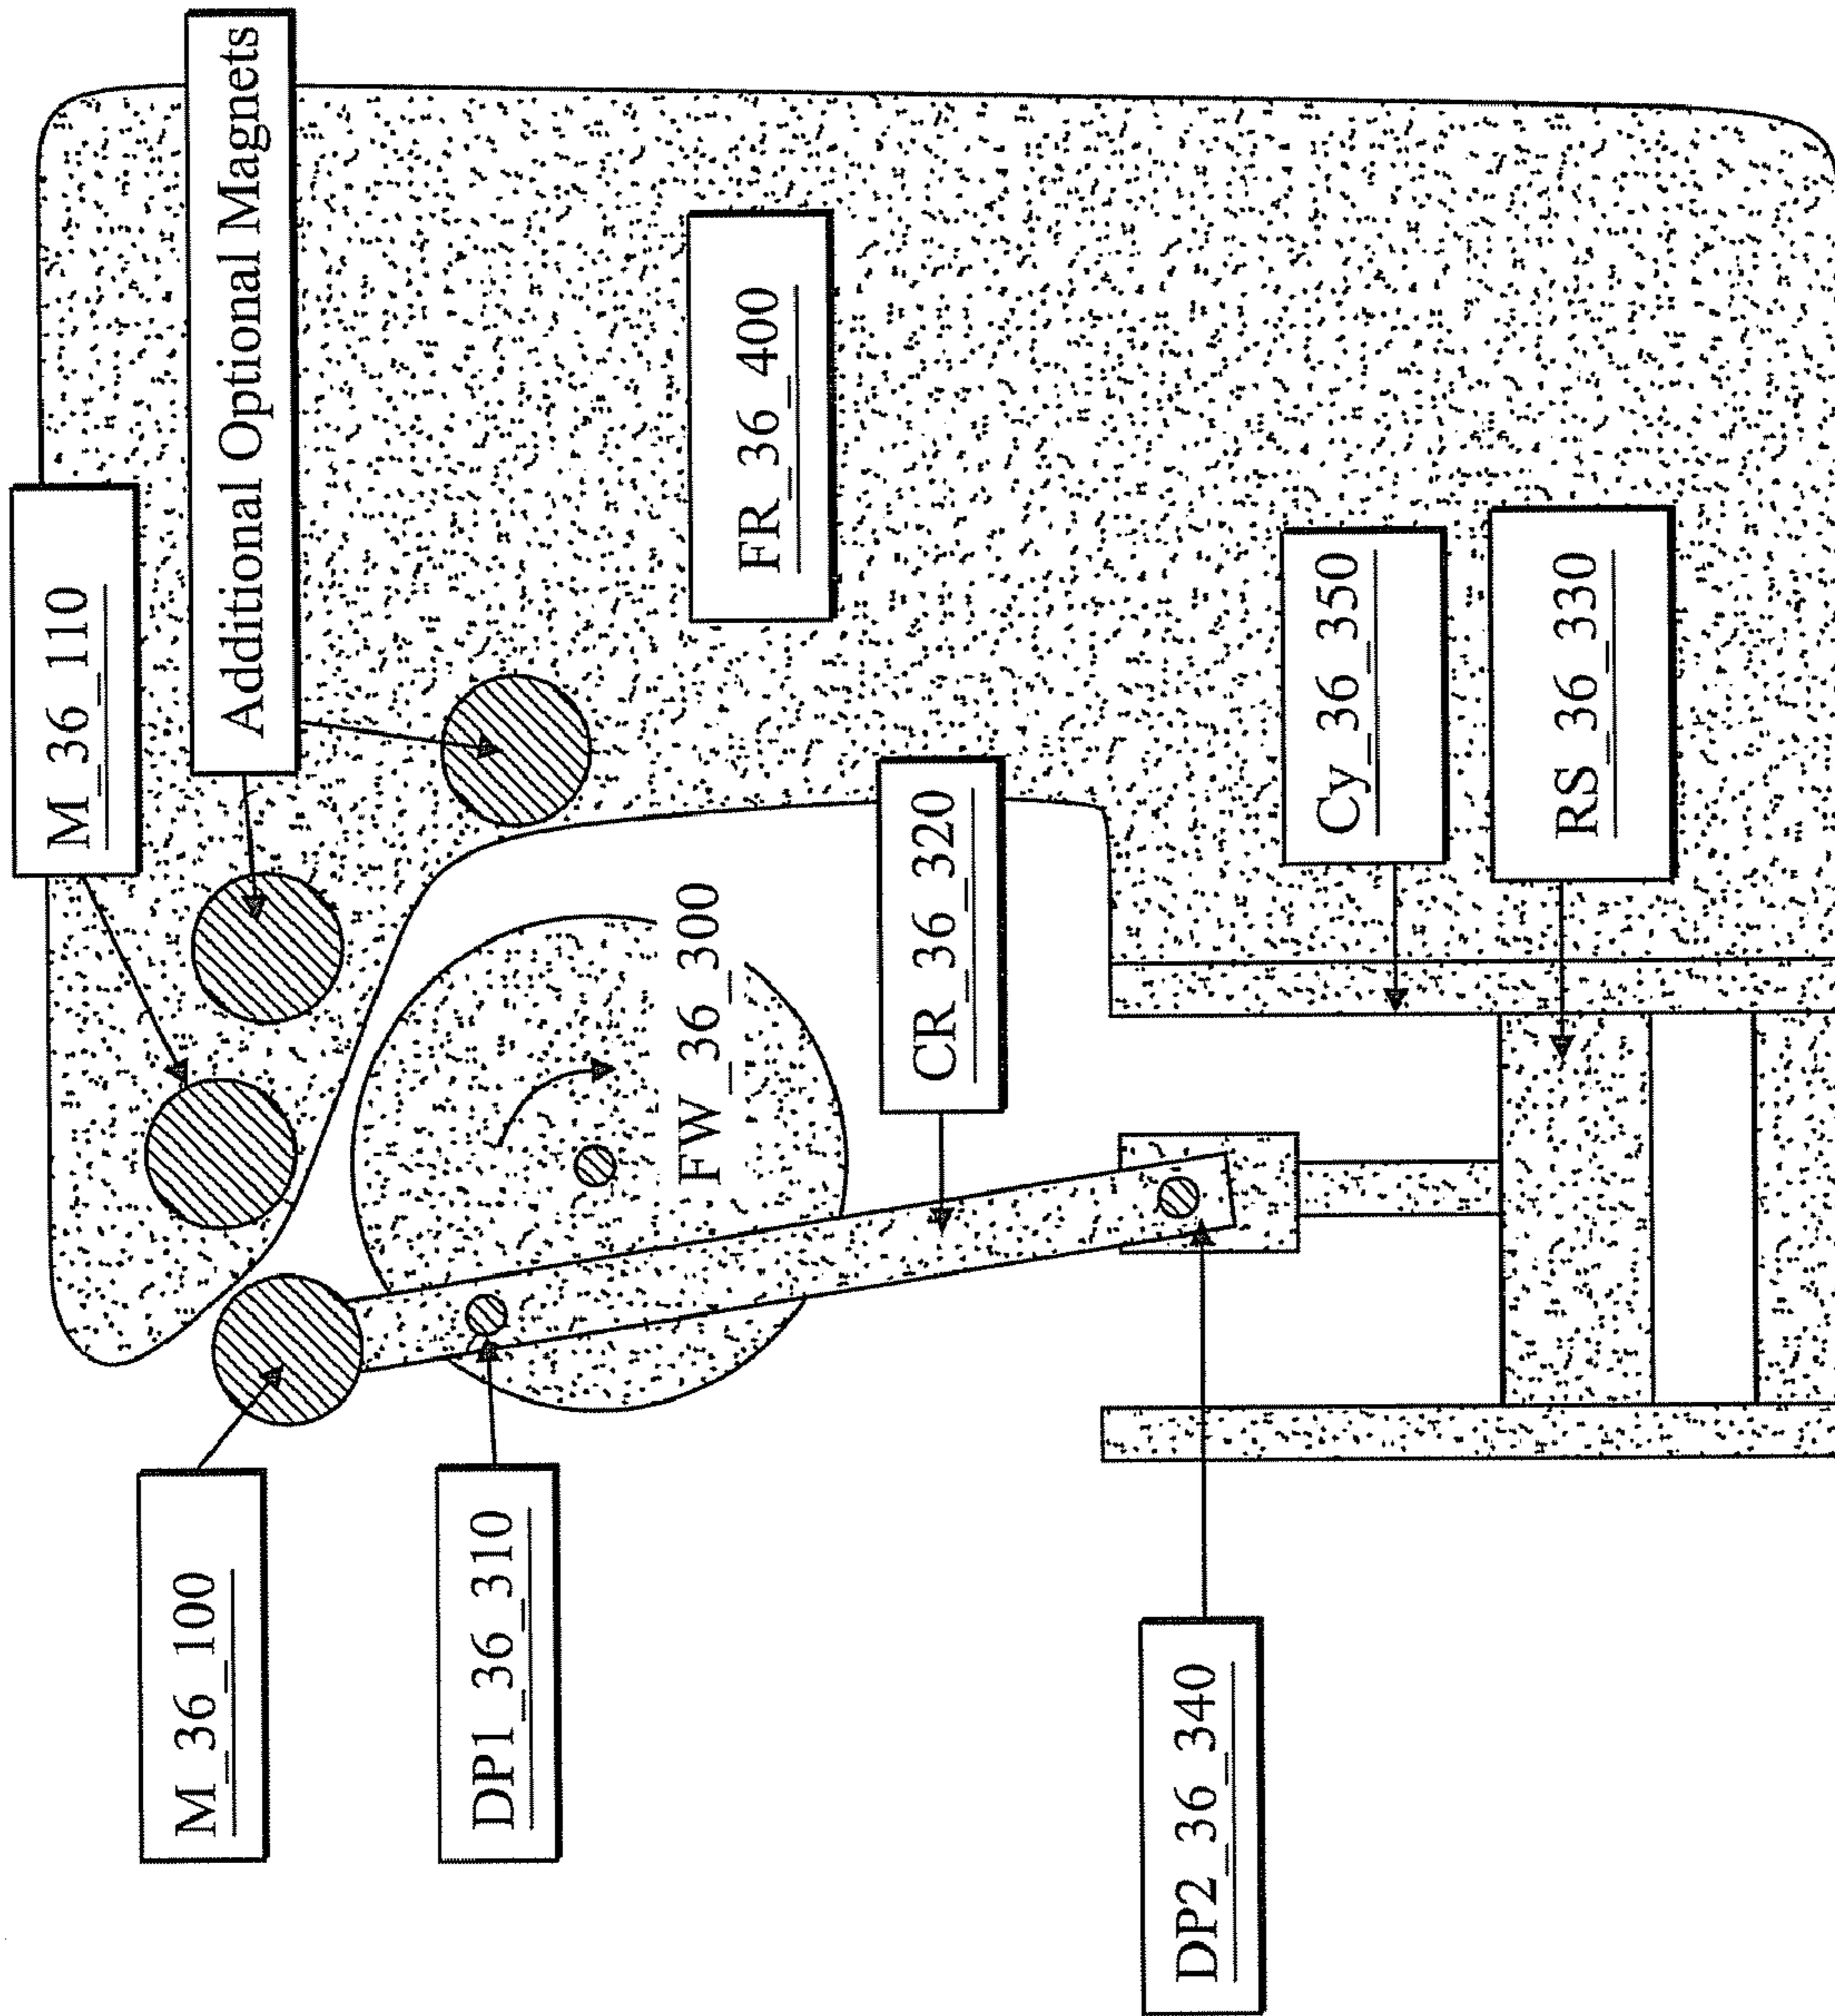 M_36_110
Additional Optional Magnets
FR_36_400
M_36_100
DP1_36_310
FW_36_300
CR_36_320
Cy_36_350
RS_36_330
DP2_36_340